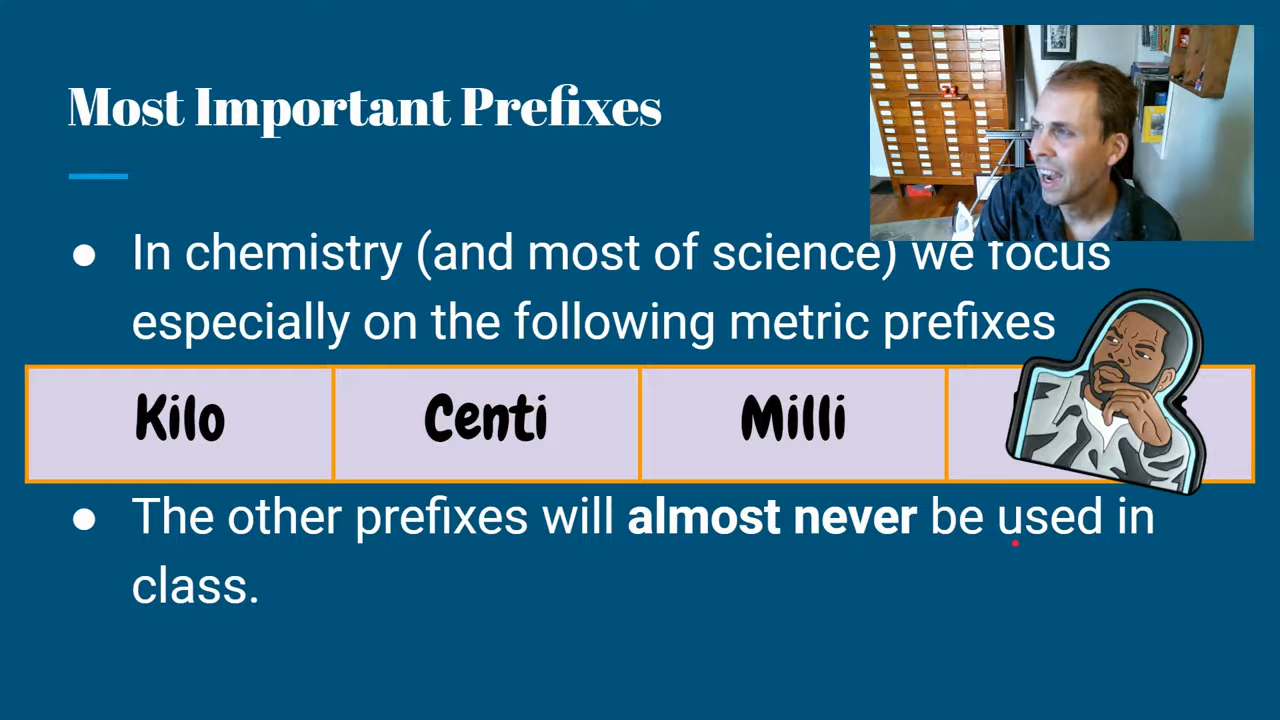 Most Important Prefixes
● In chemistry (and most of science) we focus
especially on the following metric prefixes
Kilo Centi Milli
● The other prefixes will almost never be used in
class.